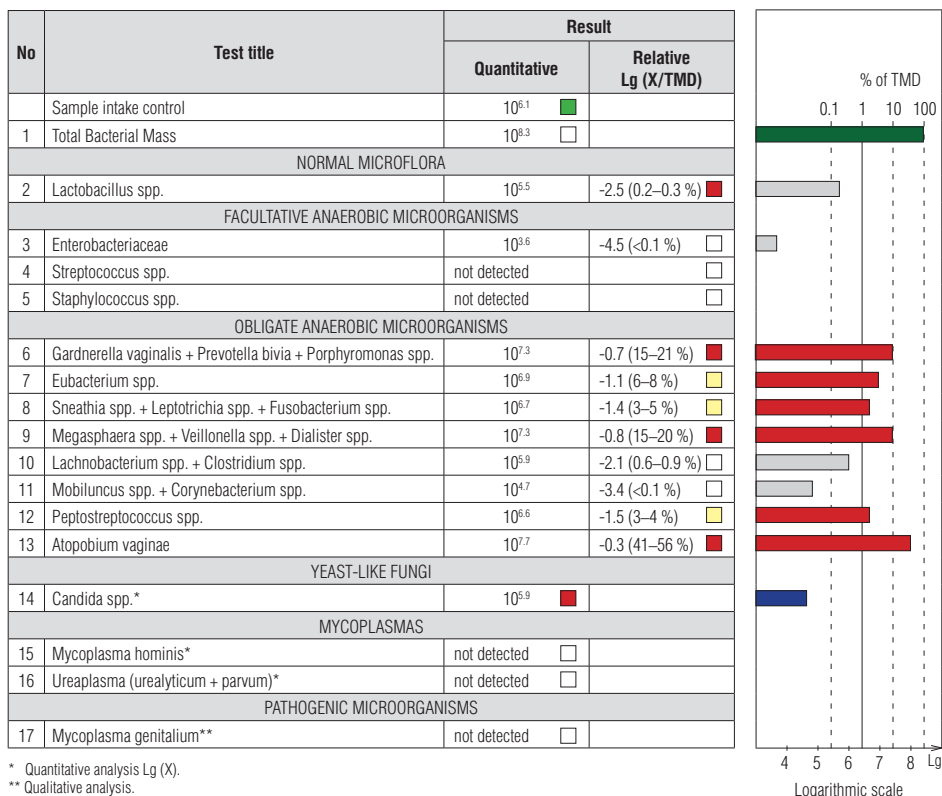 No Test title Result
Quantitative Relative Lg (X/TMD)
Sample intake control 10^6.1
1 Total Bacterial Mass 10^8.3
NORMAL MICROFLORA
2 Lactobacillus spp. 10^5.5 -2.5 (0.2–0.3 %)
FACULTATIVE ANAEROBIC MICROORGANISMS
3 Enterobacteriaceae 10^3.6 -4.5 (<0.1 %)
4 Streptococcus spp. not detected
5 Staphylococcus spp. not detected
OBLIGATE ANAEROBIC MICROORGANISMS
6 Gardnerella vaginalis + Prevotella bivia + Porphyromonas spp. 10^7.3 -0.7 (15–21 %)
7 Eubacterium spp. 10^6.9 -1.1 (6–8 %)
8 Sneathia spp. + Leptotrichia spp. + Fusobacterium spp. 10^6.7 -1.4 (3–5 %)
9 Megasphaera spp. + Veillonella spp. + Dialister spp. 10^7.3 -0.8 (15–20 %)
10 Lachnobacterium spp. + Clostridium spp. 10^5.9 -2.1 (0.6–0.9 %)
11 Mobiluncus spp. + Corynebacterium spp. 10^4.7 -3.4 (<0.1 %)
12 Peptostreptococcus spp. 10^6.6 -1.5 (3–4 %)
13 Atopobium vaginae 10^7.7 -0.3 (41–56 %)
YEAST-LIKE FUNGI
14 Candida spp.* 10^5.9
MYCOPLASMAS
15 Mycoplasma hominis* not detected
16 Ureaplasma (urealyticum + parvum)* not detected
PATHOGENIC MICROORGANISMS
17 Mycoplasma genitalium** not detected
* Quantitative analysis Lg (X).
** Qualitative analysis.
% of TMD
0.1 1 10 100
4 5 6 7 8 Lg
Logarithmic scale